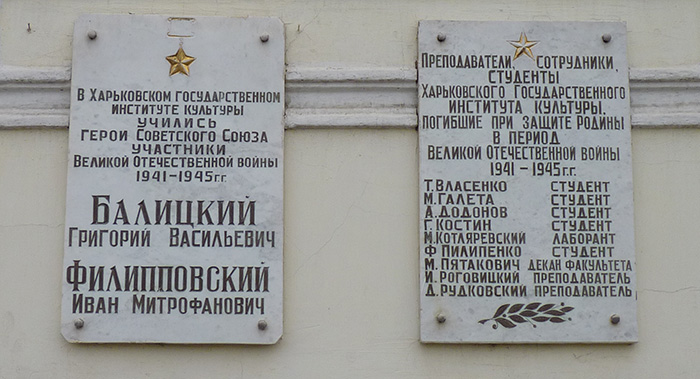 В Харьковском государственном
институте культуры
учились
Герои Советского Союза
участники
Великой Отечественной войны
1941-1945г.г.
Балицкий
Григорий Васильевич
Филипповский
Иван Митрофанович
Преподаватели, сотрудники,
студенты
Харьковского Государственного
института культуры,
погибшие при защите Родины
в период
Великой Отечественной войны
1941-1945г.г.
Т.Власенко студент
М.Галета студент
А.Додонов студент
Г.Костин студент
М.Котляревский лаборант
Ф Пилипенко студент
М.Пятакович декан факультета
И.Роговицкий преподаватель
Д.Рудковский преподаватель